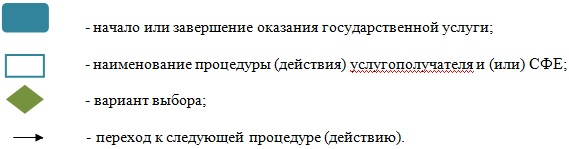 - начало или завершение оказания государственной услуги;
- наименование процедуры (действия) услугополучателя и (или) СФЕ;
- вариант выбора;
- переход к следующей процедуре (действию).